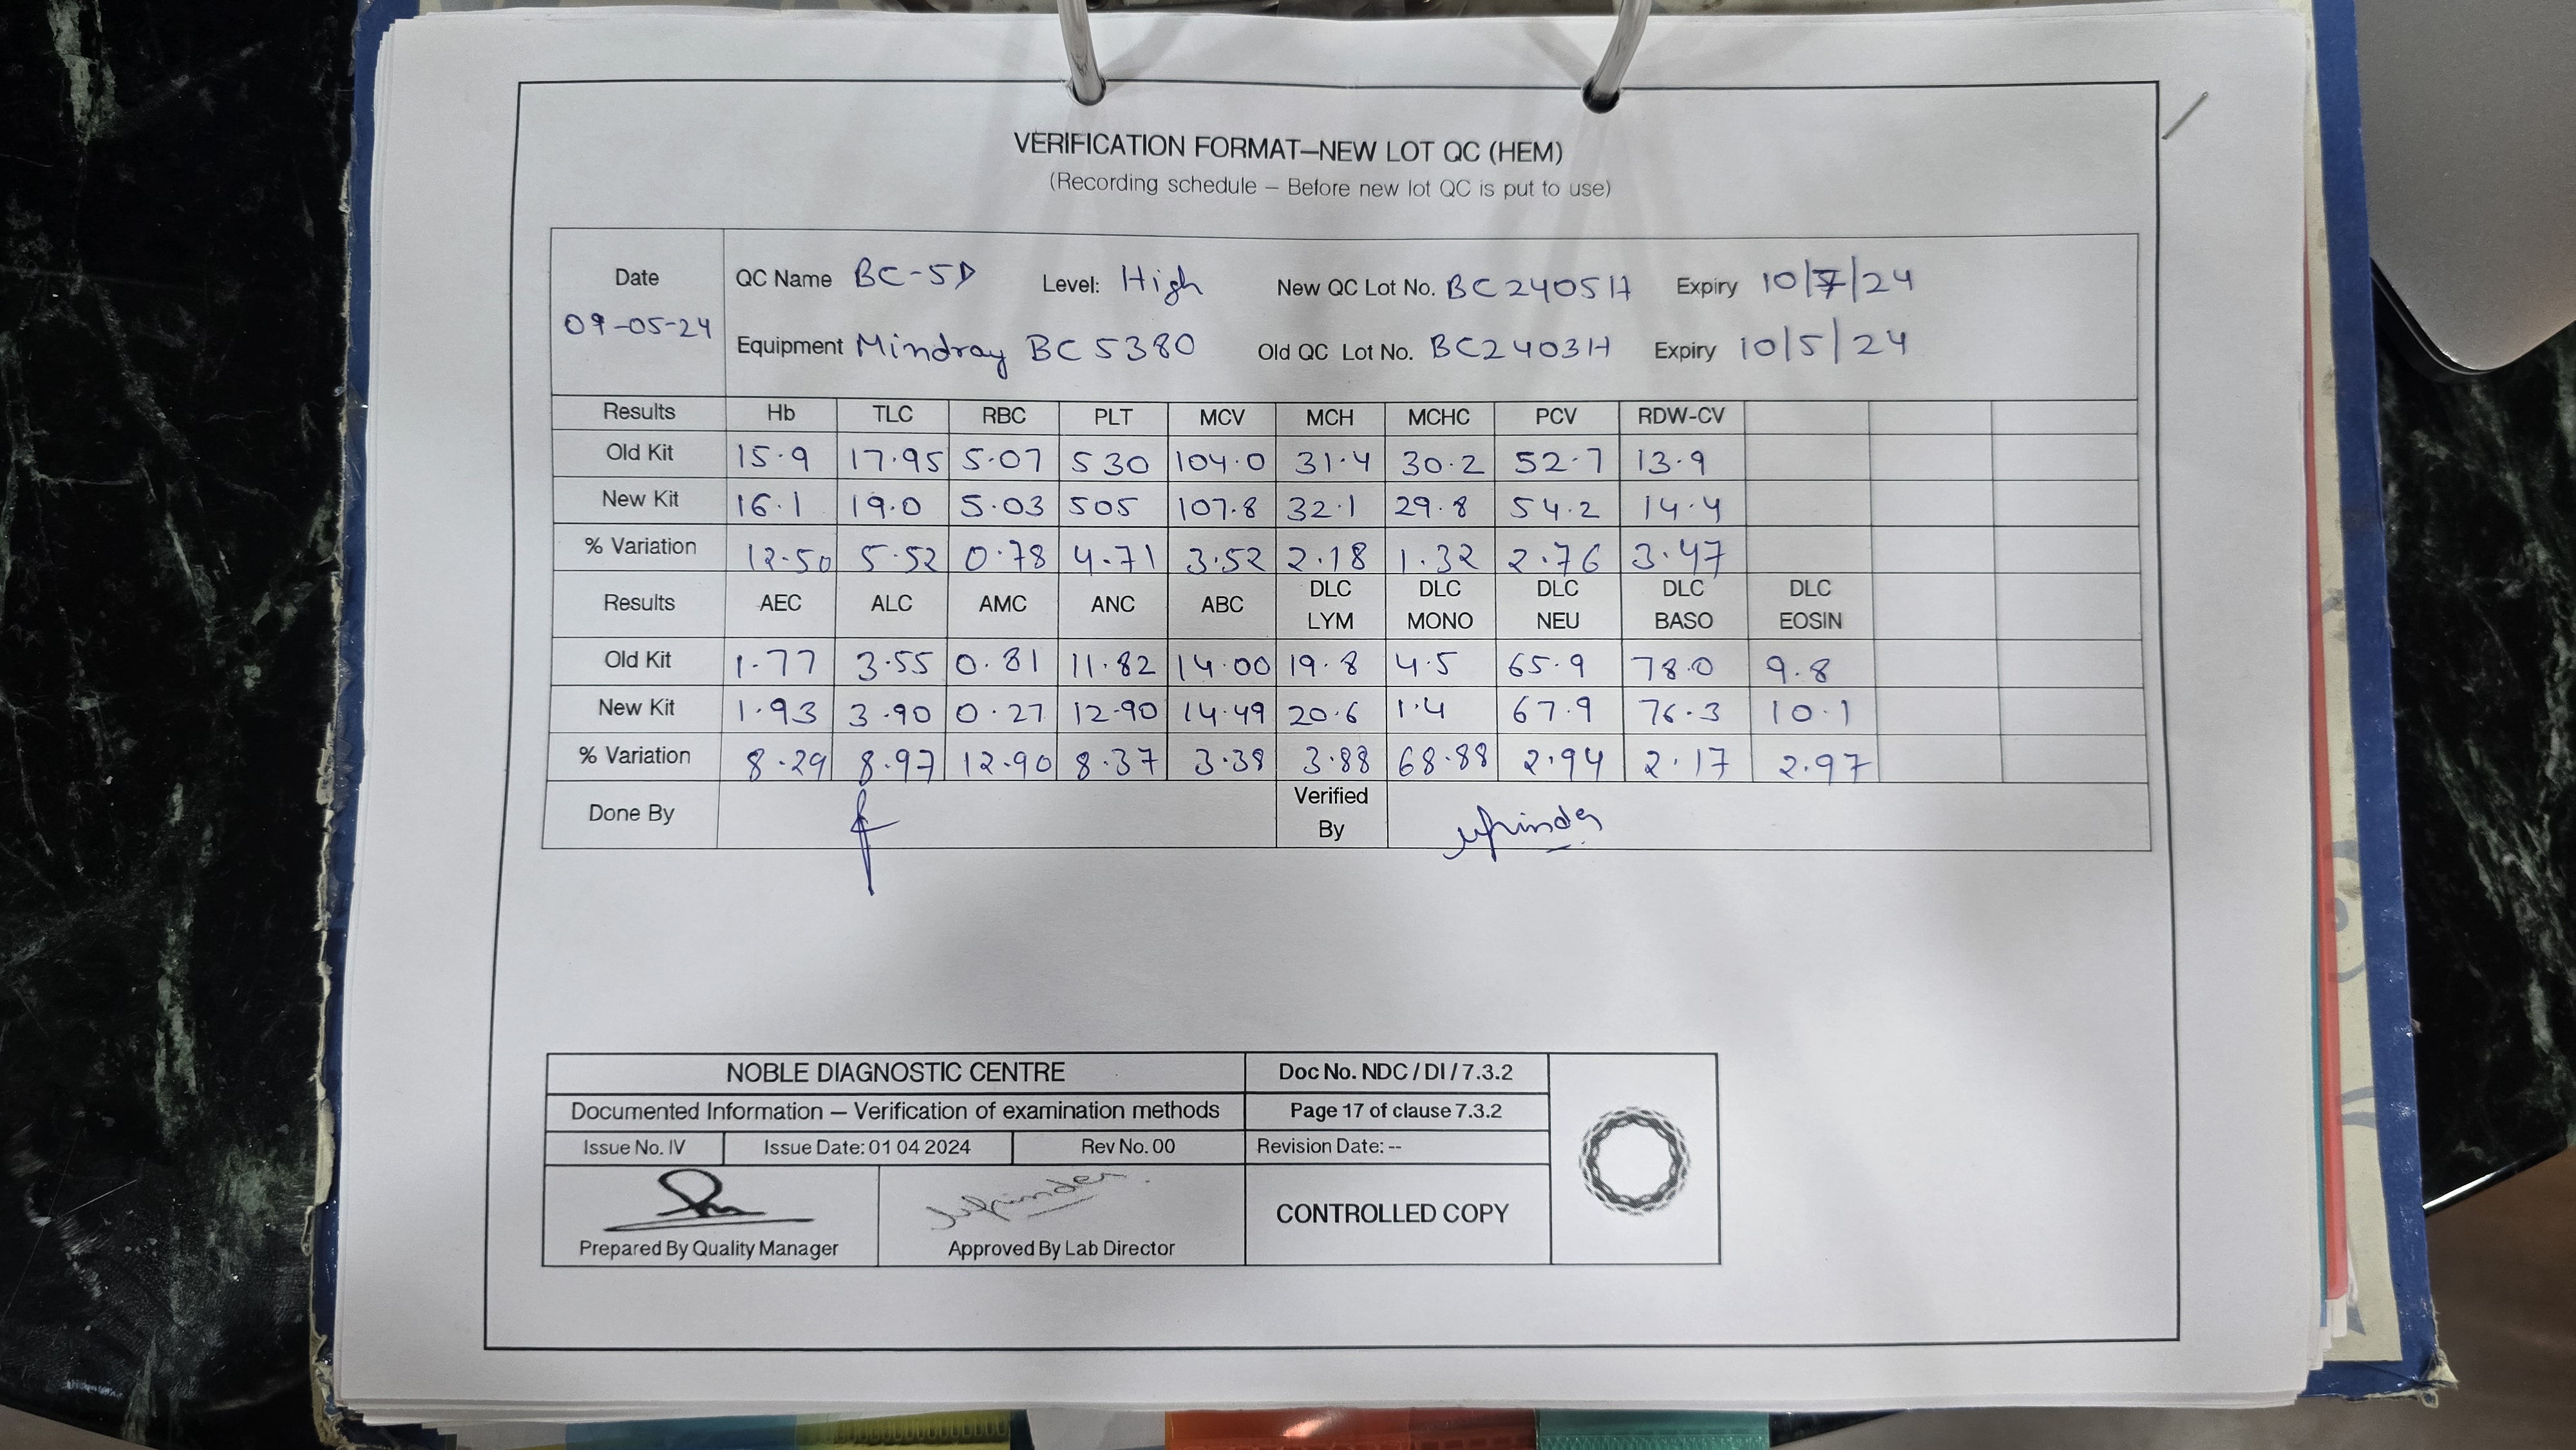 VERIFICATION FORMAT–NEW LOT QC (HEM)
(Recording schedule – Before new lot QC is put to use)
Date QC Name BC-5D Level: High New QC Lot No. BC2405H Expiry 10/7/24
09-05-24 Equipment Mindray BC 5380 Old QC Lot No. BC2403H Expiry 10/5/24
Results Hb TLC RBC PLT MCV MCH MCHC PCV RDW-CV
Old Kit 15.9 17.95 5.07 530 104.0 31.4 30.2 52.7 13.9
New Kit 16.1 19.0 5.03 505 107.8 32.1 29.8 54.2 14.4
% Variation 12.50 5.52 0.78 4.71 3.52 2.18 1.32 2.76 3.47
Results AEC ALC AMC ANC ABC DLC LYM DLC MONO DLC NEU DLC BASO DLC EOSIN
Old Kit 1.77 3.55 0.81 11.82 14.00 19.8 4.5 65.9 78.0 9.8
New Kit 1.93 3.90 0.27 12.90 14.49 20.6 1.4 67.9 76.3 10.1
% Variation 8.29 8.97 12.90 8.37 3.38 3.88 68.88 2.94 2.17 2.97
Done By Verified By
NOBLE DIAGNOSTIC CENTRE Doc No. NDC / DI / 7.3.2
Documented Information – Verification of examination methods Page 17 of clause 7.3.2
Issue No. IV Issue Date: 01 04 2024 Rev No. 00 Revision Date: --
Prepared By Quality Manager Approved By Lab Director CONTROLLED COPY